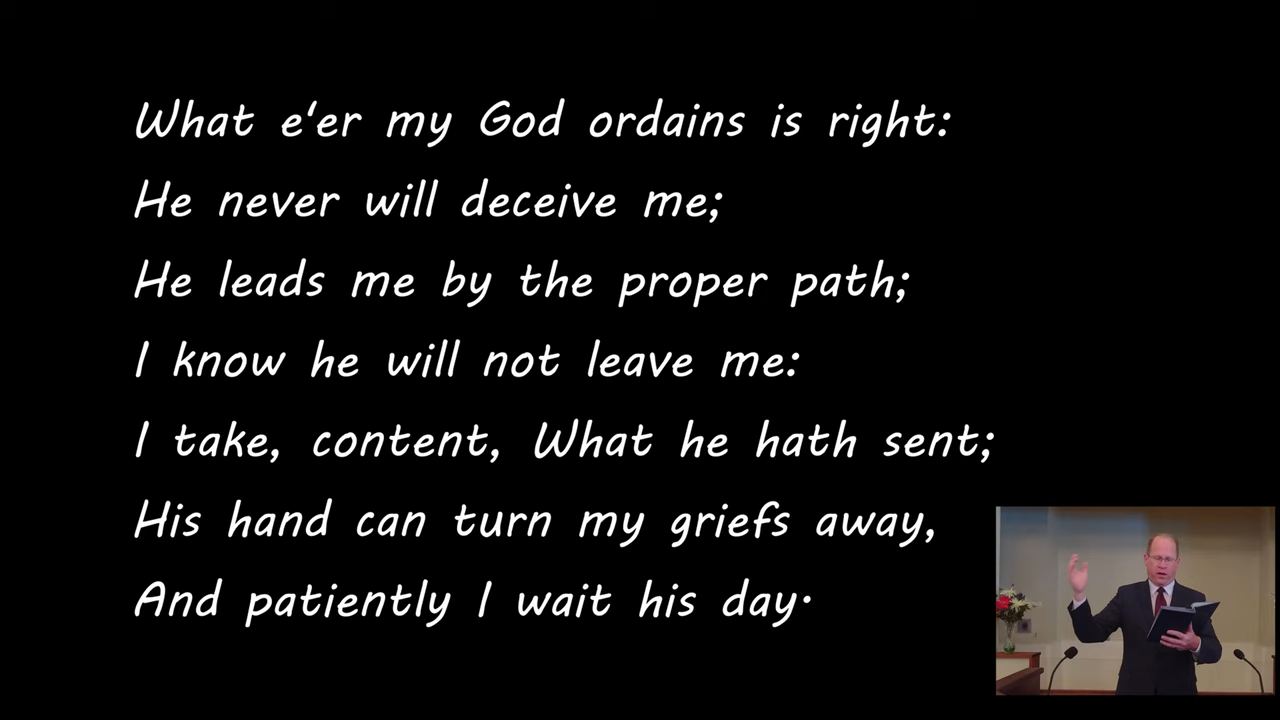 What e'er my God ordains is right:
He never will deceive me;
He leads me by the proper path;
I know he will not leave me:
I take, content, What he hath sent;
His hand can turn my griefs away,
And patiently I wait his day.